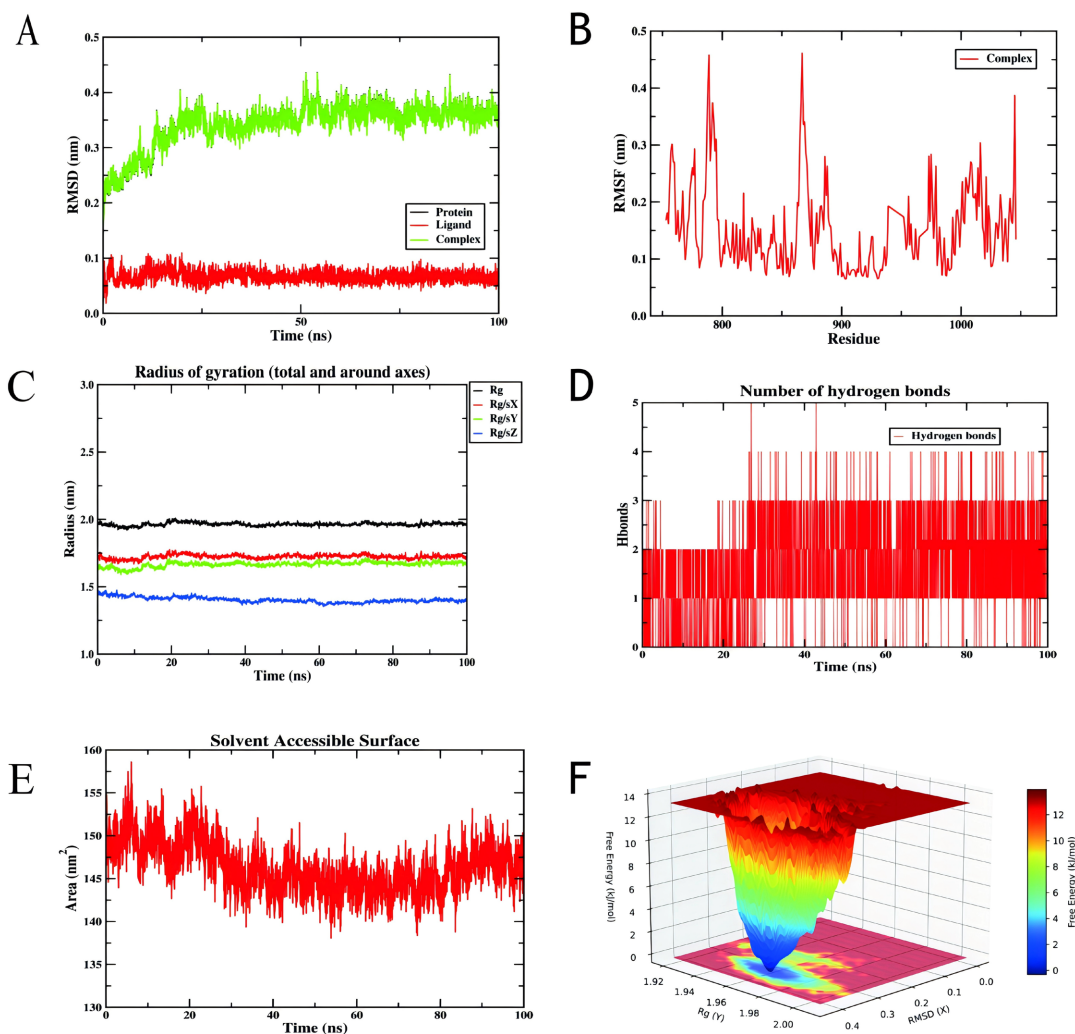 A
0.5
0.4
0.3
0.2
0.1
0.0
RMSD (nm)
Protein
Ligand
Complex
0
50
100
Time (ns)
B
0.5
0.4
0.3
0.2
0.1
0.0
RMSF (nm)
Complex
800
900
1000
Residue
C
Radius of gyration (total and around axes)
3.0
2.5
2.0
1.5
1.0
Radius (nm)
Rg
Rg/sX
Rg/sY
Rg/sZ
0
20
40
60
80
100
Time (ns)
D
Number of hydrogen bonds
5
4
3
2
1
0
Hbonds
Hydrogen bonds
0
20
40
60
80
100
Time (ns)
E
Solvent Accessible Surface
160
155
150
145
140
135
130
Area (nm²)
0
20
40
60
80
100
Time (ns)
F
14
12
10
8
6
4
2
0
Free Energy (kJ/mol)
1.92
1.94
1.96
1.98
2.00
Rg (Y)
0.4
0.3
0.2
0.1
0.0
RMSD (X)
12
10
8
6
4
2
0
Free Energy (kJ/mol)